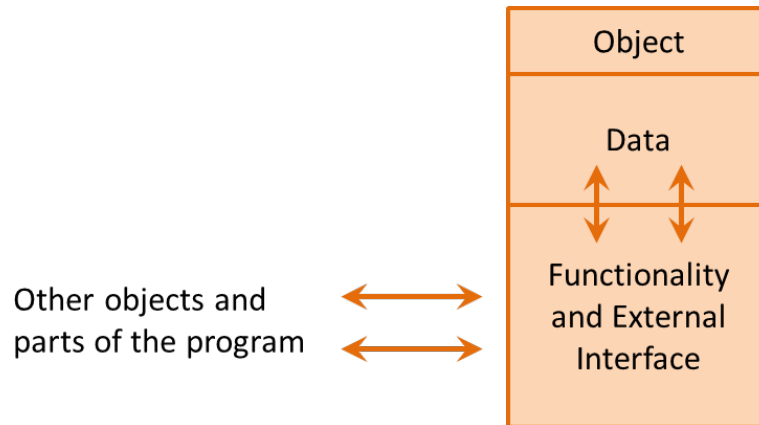 Object
Data
Functionality
and External
Interface
Other objects and
parts of the program